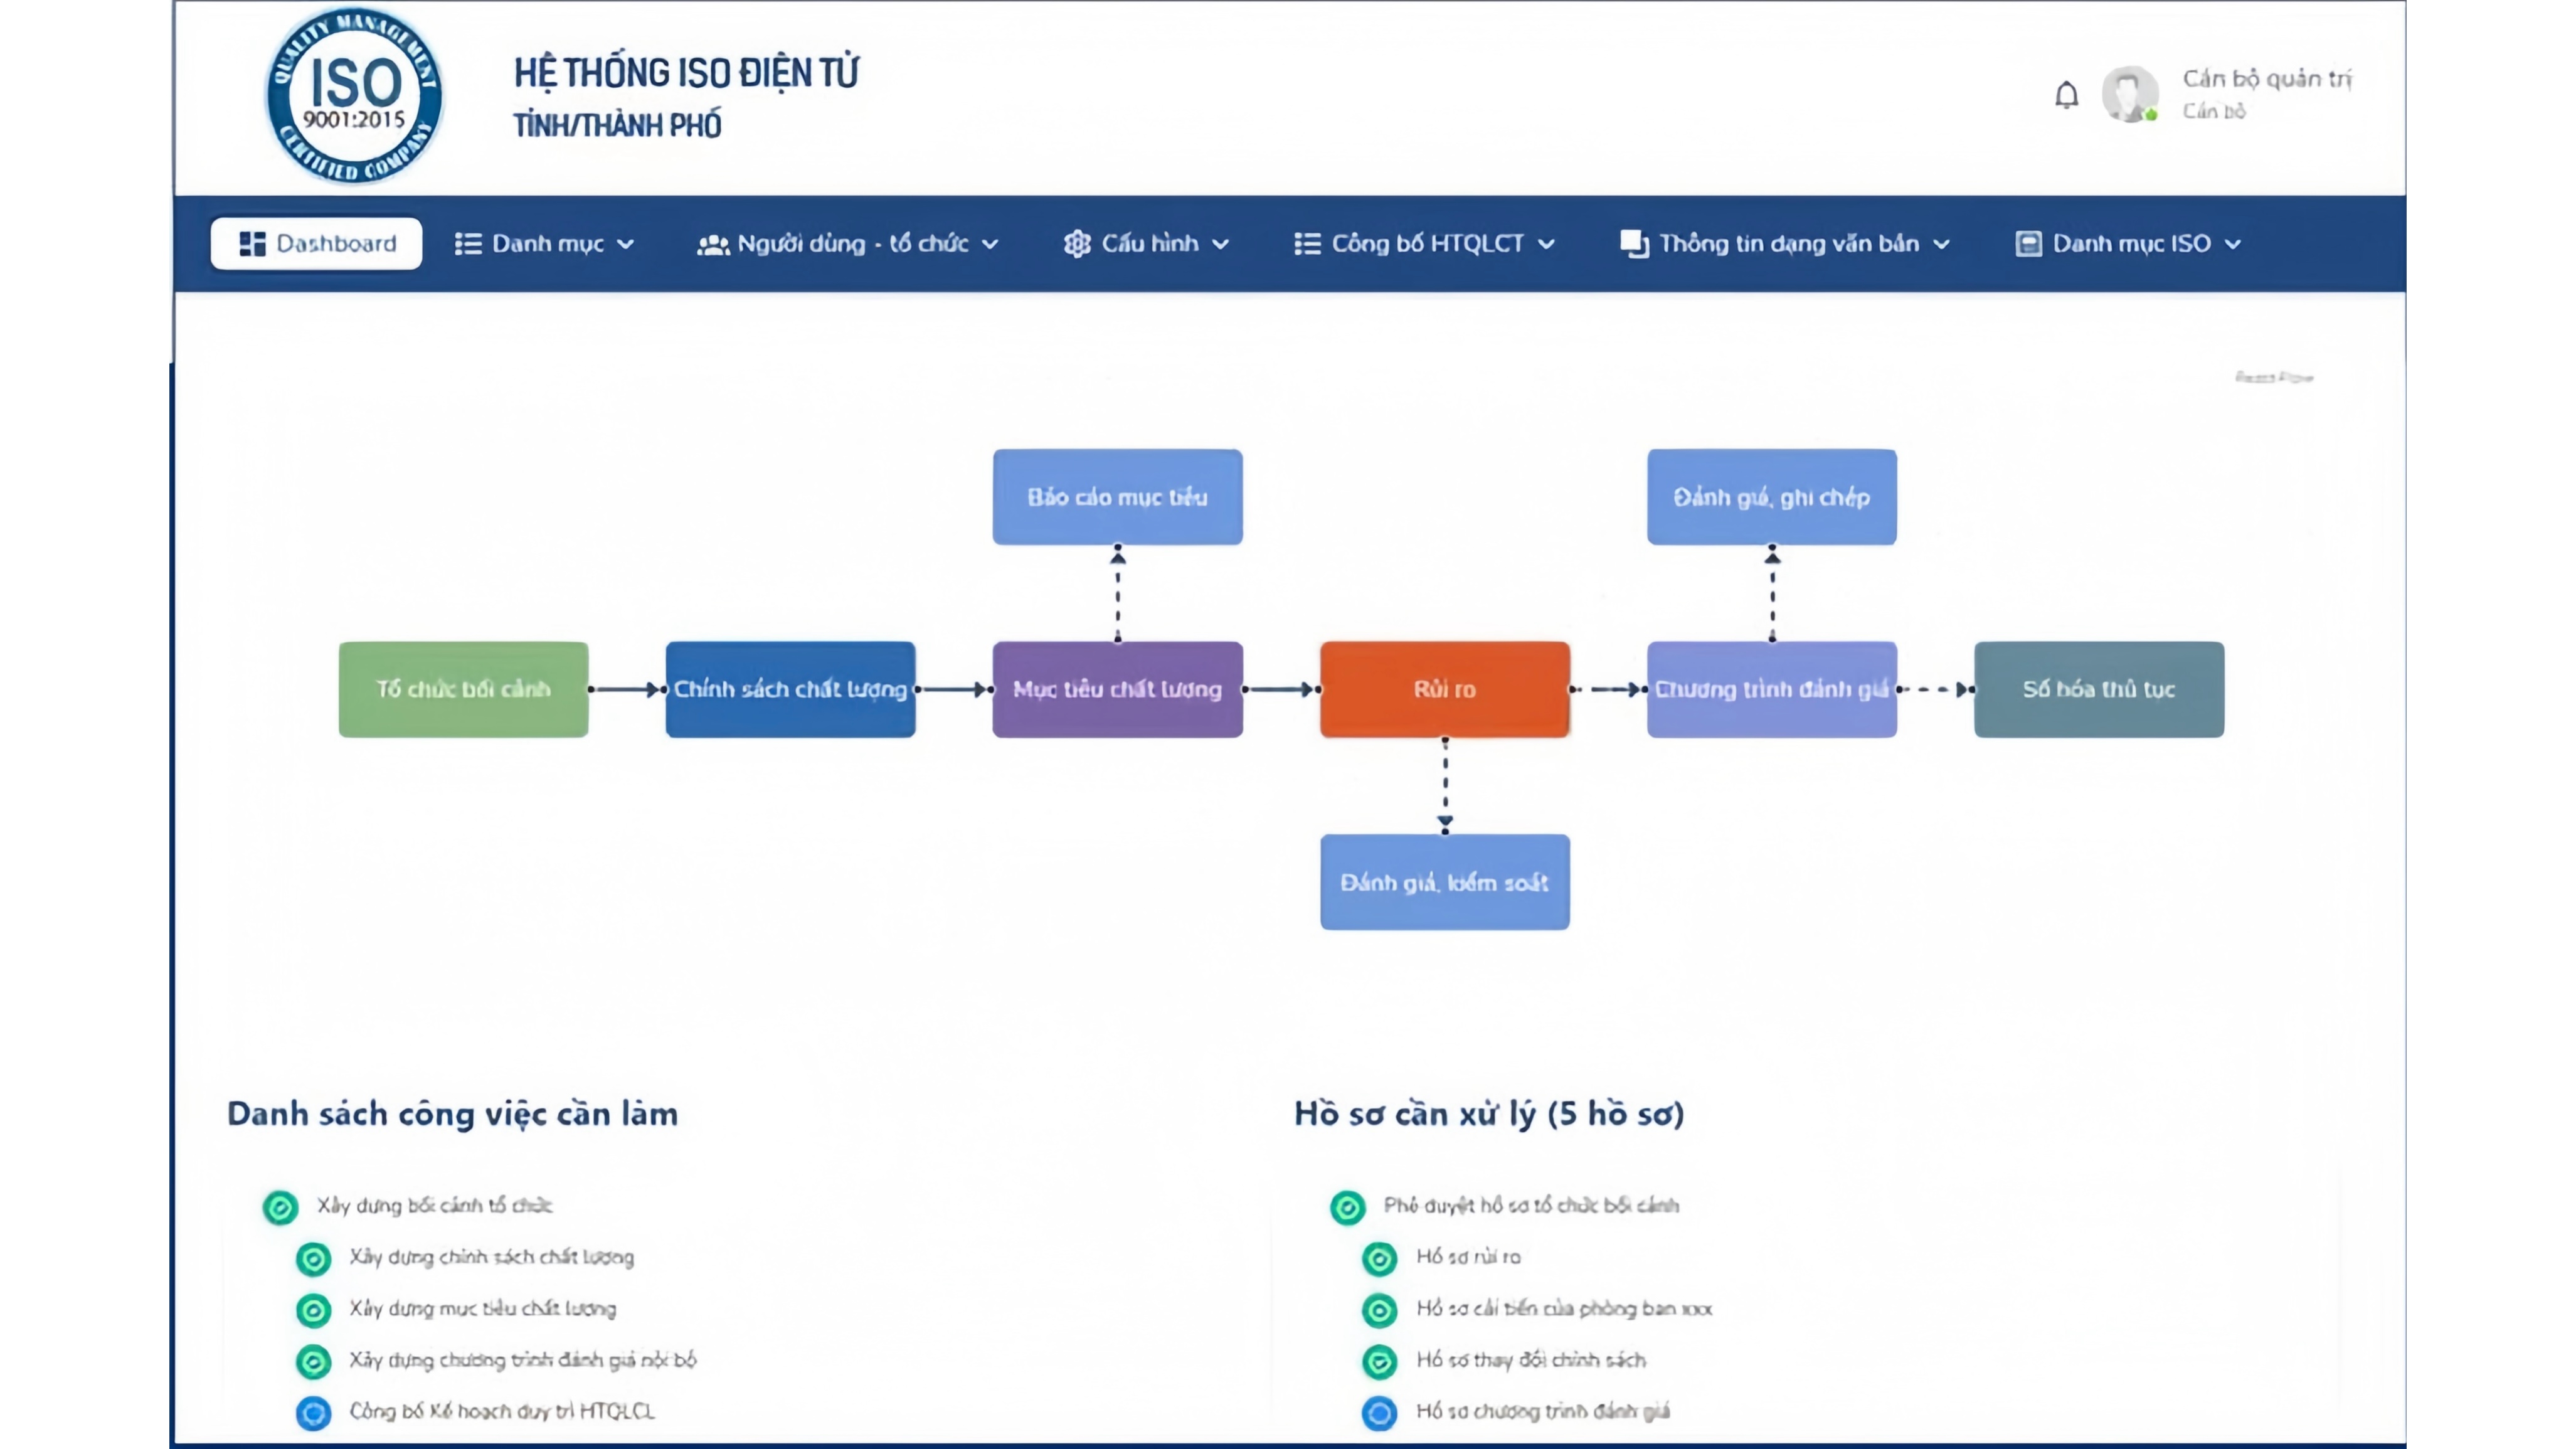 QUALITY MANAGEMENT
ISO
9001:2015
CERTIFIED COMPANY
HỆ THỐNG ISO ĐIỆN TỬ
TỈNH/THÀNH PHỐ
Cán bộ quản trị
Cán bộ
Dashboard
Danh mục
Người dùng - tổ chức
Cấu hình
Công bố HTQLCT
Thông tin dạng văn bản
Danh mục ISO
React Flow
Báo cáo mục tiêu
Đánh giá, ghi chép
Tổ chức bối cảnh
Chính sách chất lượng
Mục tiêu chất lượng
Rủi ro
Chương trình đánh giá
Số hóa thủ tục
Đánh giá, kiểm soát
Danh sách công việc cần làm
Xây dựng bối cảnh tổ chức
Xây dựng chính sách chất lượng
Xây dựng mục tiêu chất lượng
Xây dựng chương trình đánh giá nội bộ
Công bố Kế hoạch duy trì HTQLCL
Hồ sơ cần xử lý (5 hồ sơ)
Phê duyệt hồ sơ tổ chức bối cảnh
Hồ sơ rủi ro
Hồ sơ cải tiến của phòng ban xxx
Hồ sơ thay đổi chính sách
Hồ sơ chương trình đánh giá